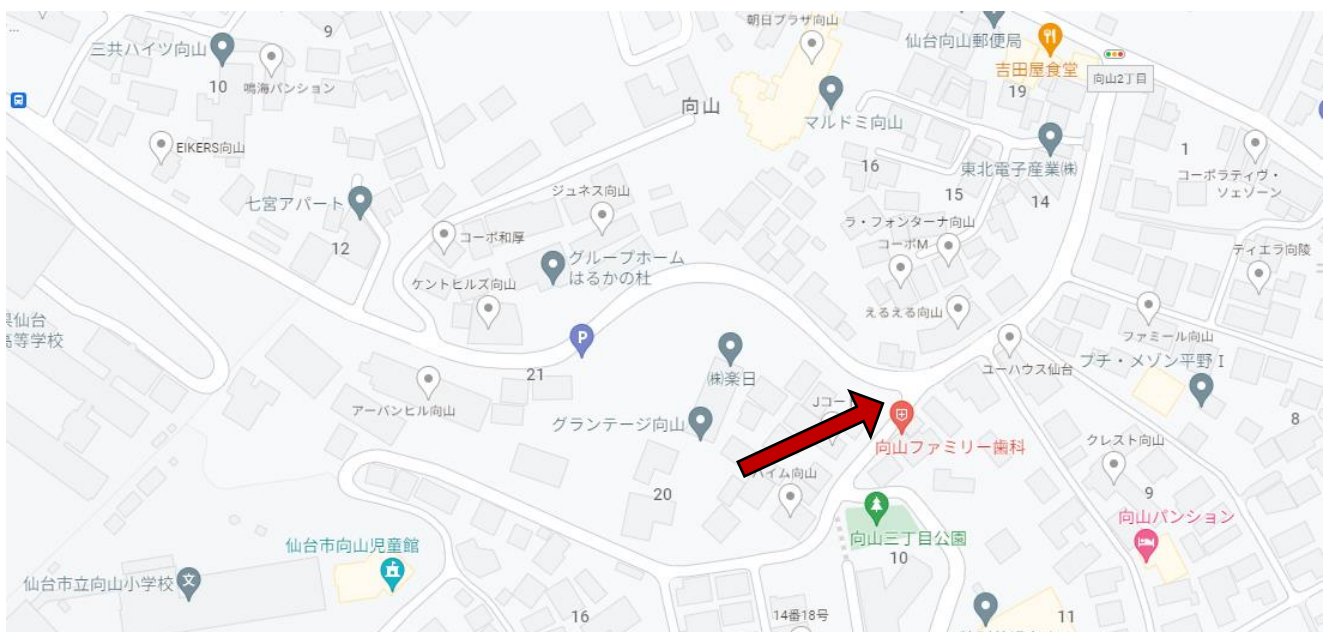 朝日プラザ向山
9
三共ハイツ向山
仙台向山郵便局
吉田屋食堂
向山2丁目
10
鳴海パンション
19
向山
マルドミ向山
EIKERS向山
東北電子産業㈱
1
コーポラティヴ・
ソェゾーン
16
15
14
七宮アパート
ジュネス向山
ラ・フォンターナ向山
コーポM
コーポ和厚
12
グループホーム
はるかの杜
ティエラ向陵
ケントヒルズ向山
えるえる向山
県仙台
高等学校
P
ファミール向山
ユーハウス仙台
プチ・メゾン平野Ⅰ
21
㈱楽日
アーバンヒル向山
Jコー
グランテージ向山
8
向山ファミリー歯科
クレスト向山
ハイム向山
20
9
向山パンション
向山三丁目公園
10
仙台市向山児童館
仙台市立向山小学校
文
16
14番18号
11